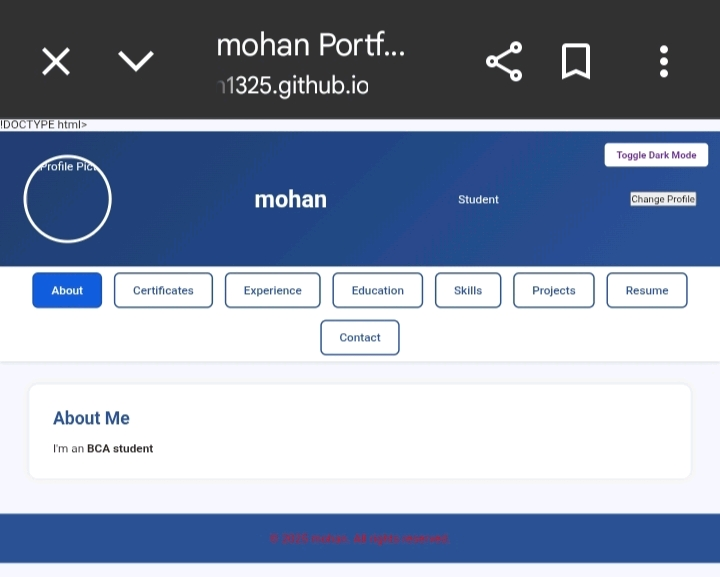 mohan Portf...
1325.github.io
!DOCTYPE html>
Toggle Dark Mode
Profile Pict
mohan
Student
Change Profile
About
Certificates
Experience
Education
Skills
Projects
Resume
Contact
About Me
I'm an BCA student